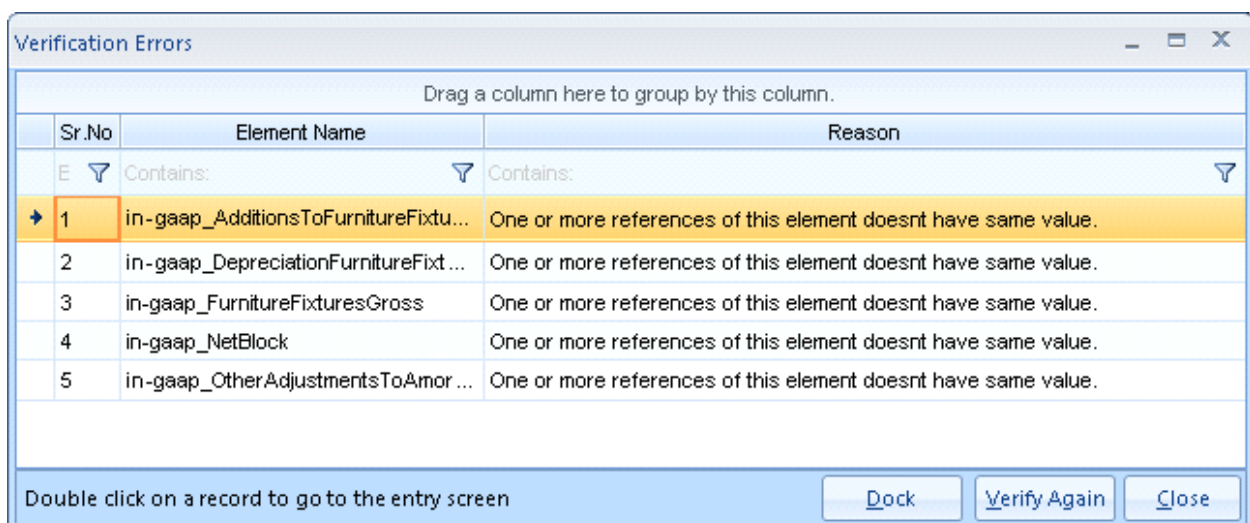 Verification Errors
Drag a column here to group by this column.
Sr.No Element Name Reason
E Contains: Contains:
1 in-gaap_AdditionsToFurnitureFixtu... One or more references of this element doesnt have same value.
2 in-gaap_DepreciationFurnitureFixt... One or more references of this element doesnt have same value.
3 in-gaap_FurnitureFixturesGross One or more references of this element doesnt have same value.
4 in-gaap_NetBlock One or more references of this element doesnt have same value.
5 in-gaap_OtherAdjustmentsToAmor... One or more references of this element doesnt have same value.
Double click on a record to go to the entry screen Dock Verify Again Close